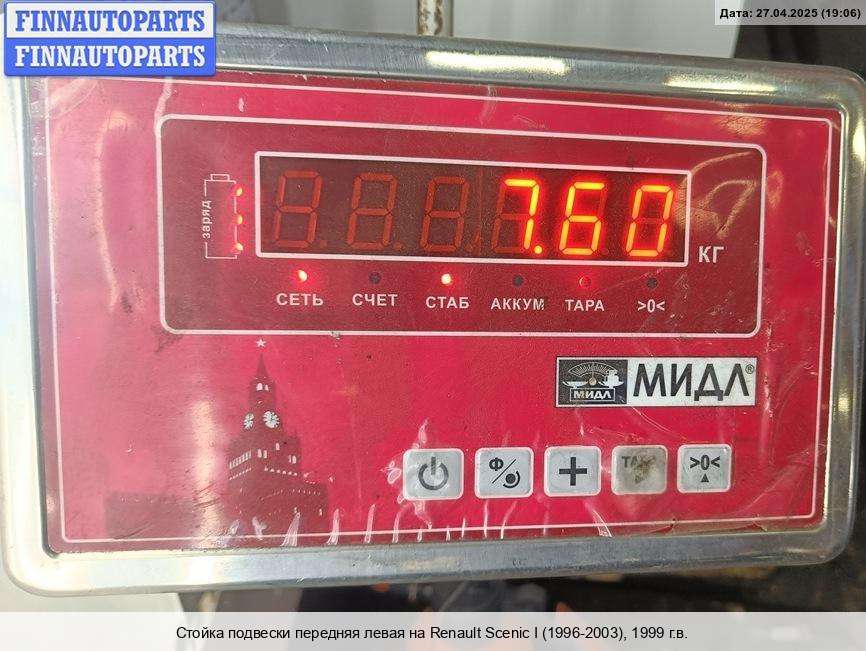 FINNAUTOPARTS
FINNAUTOPARTS
Дата: 27.04.2025 (19:06)
заряд
7.60
КГ
СЕТЬ СЧЕТ СТАБ АККУМ ТАРА >0<
МИДЛ МИДЛ®
Ф
>0<
Стойка подвески передняя левая на Renault Scenic I (1996-2003), 1999 г.в.